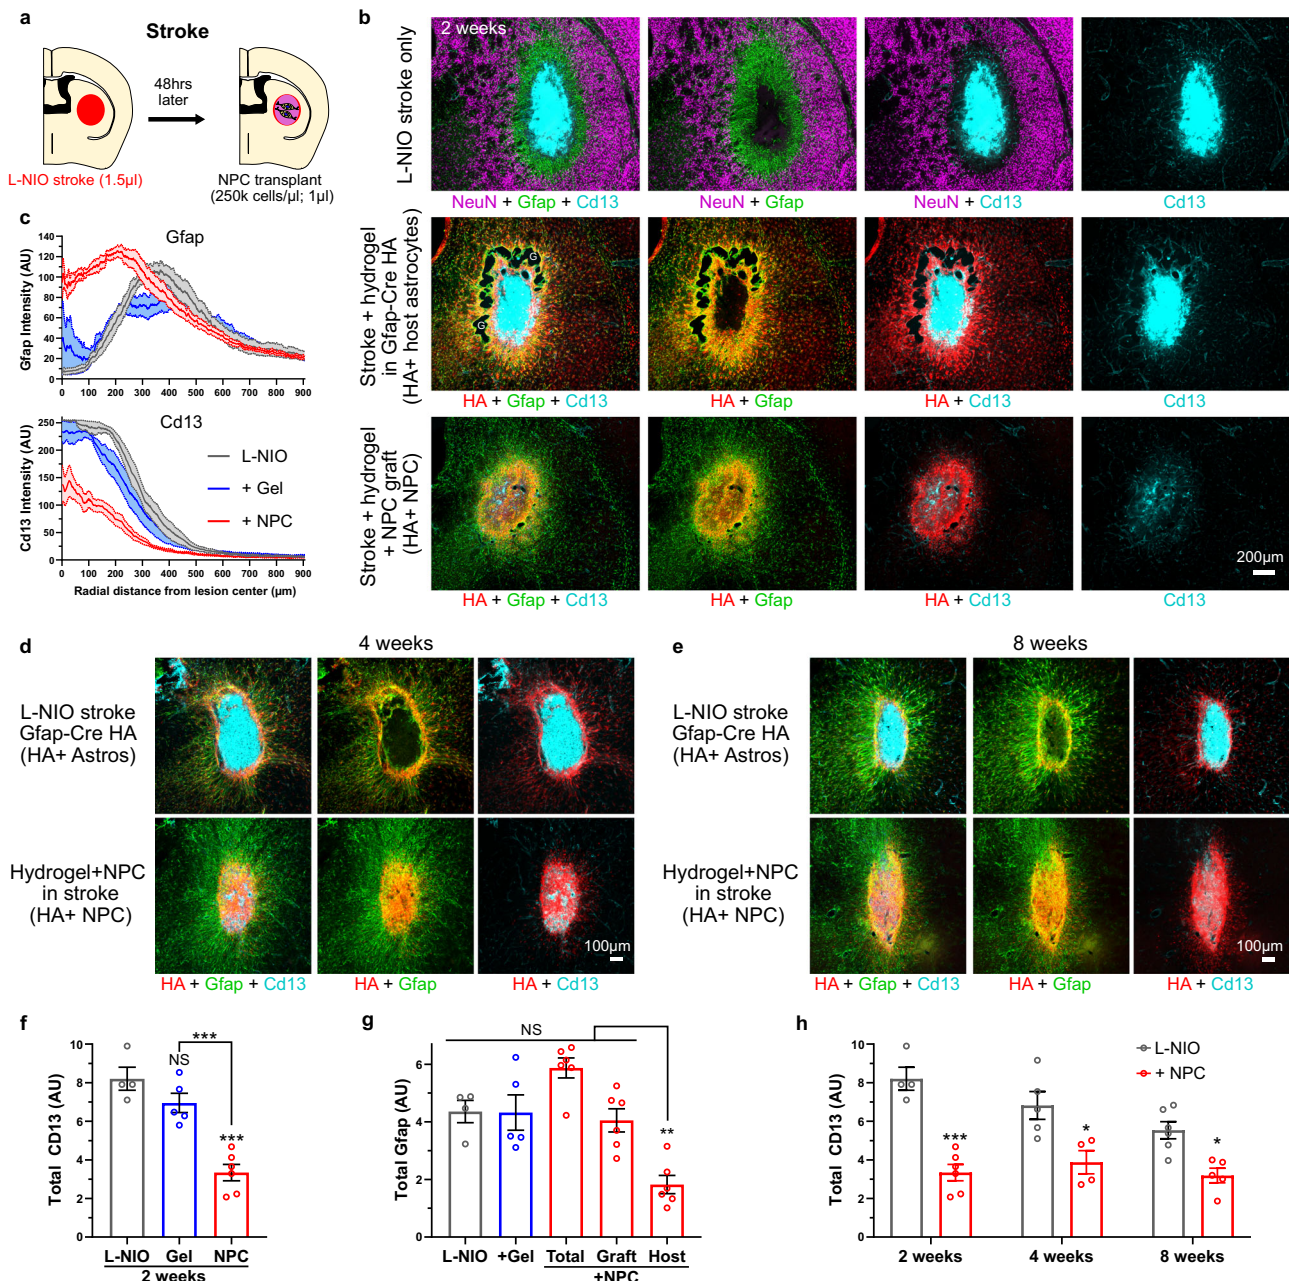 a
Stroke
48hrs
later
L-NIO stroke (1.5µl)
NPC transplant
(250k cells/µl; 1µl)
b
2 weeks
L-NIO stroke only
NeuN + Gfap + Cd13
NeuN + Gfap
NeuN + Cd13
Cd13
Stroke + hydrogel
in Gfap-Cre HA
(HA+ host astrocytes)
G
G
HA + Gfap + Cd13
HA + Gfap
HA + Cd13
Cd13
Stroke + hydrogel
+ NPC graft
(HA+ NPC)
200µm
HA + Gfap + Cd13
HA + Gfap
HA + Cd13
Cd13
c
Gfap
Gfap Intensity (AU)
140
120
100
80
60
40
20
0
0 100 200 300 400 500 600 700 800 900
Cd13
Cd13 Intensity (AU)
250
200
150
100
50
0
L-NIO
+ Gel
+ NPC
0 100 200 300 400 500 600 700 800 900
Radial distance from lesion center (µm)
d
4 weeks
L-NIO stroke
Gfap-Cre HA
(HA+ Astros)
Hydrogel+NPC
in stroke
(HA+ NPC)
100µm
HA + Gfap + Cd13
HA + Gfap
HA + Cd13
e
8 weeks
L-NIO stroke
Gfap-Cre HA
(HA+ Astros)
Hydrogel+NPC
in stroke
(HA+ NPC)
100µm
HA + Gfap + Cd13
HA + Gfap
HA + Cd13
f
Total CD13 (AU)
10
8
6
4
2
0
NS
***
***
L-NIO Gel NPC
2 weeks
g
Total Gfap (AU)
6
4
2
0
NS
**
L-NIO +Gel Total Graft Host
+NPC
h
Total CD13 (AU)
10
8
6
4
2
0
L-NIO
+ NPC
***
*
*
2 weeks 4 weeks 8 weeks